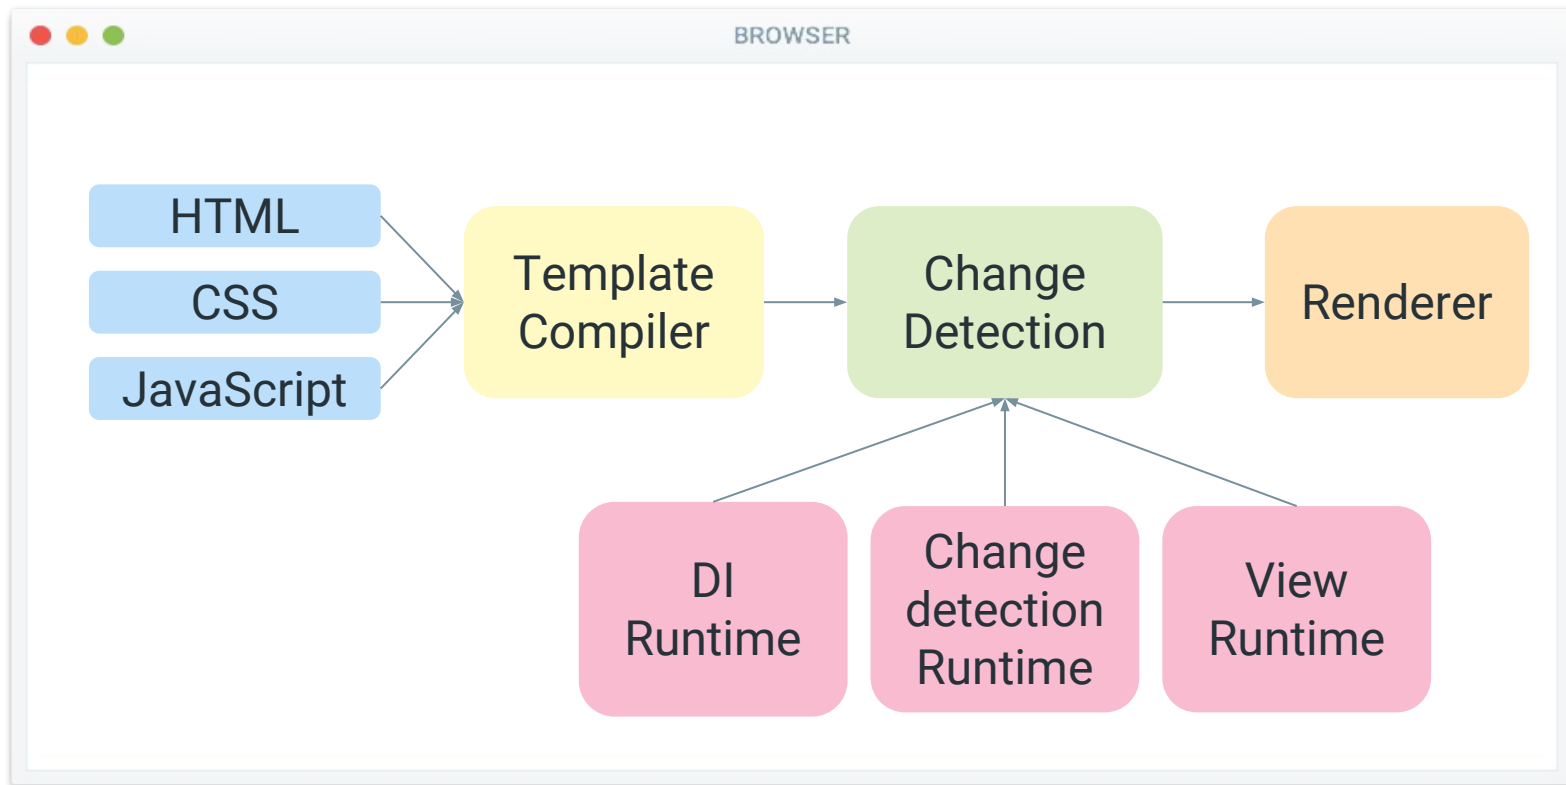 BROWSER
HTML
CSS
JavaScript
Template
Compiler
Change
Detection
Renderer
DI
Runtime
Change
detection
Runtime
View
Runtime